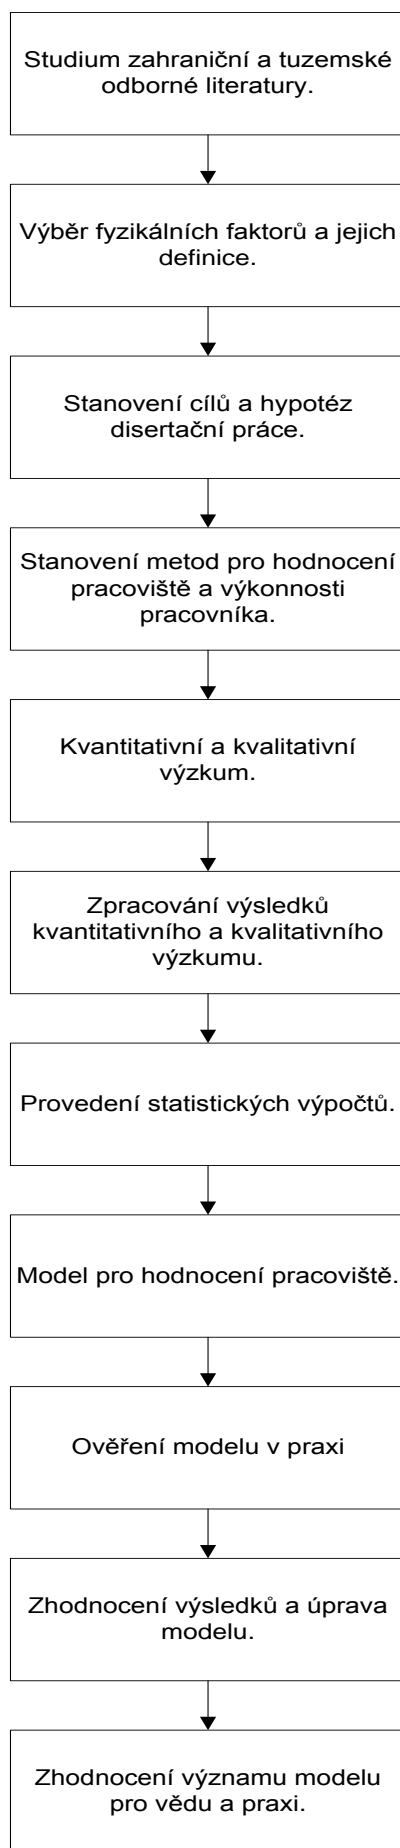 Studium zahraniční a tuzemské
odborné literatury.
Výběr fyzikálních faktorů a jejich
definice.
Stanovení cílů a hypotéz
disertační práce.
Stanovení metod pro hodnocení
pracoviště a výkonnosti
pracovníka.
Kvantitativní a kvalitativní
výzkum.
Zpracování výsledků
kvantitativního a kvalitativního
výzkumu.
Provedení statistických výpočtů.
Model pro hodnocení pracoviště.
Ověření modelu v praxi
Zhodnocení výsledků a úprava
modelu.
Zhodnocení významu modelu
pro vědu a praxi.